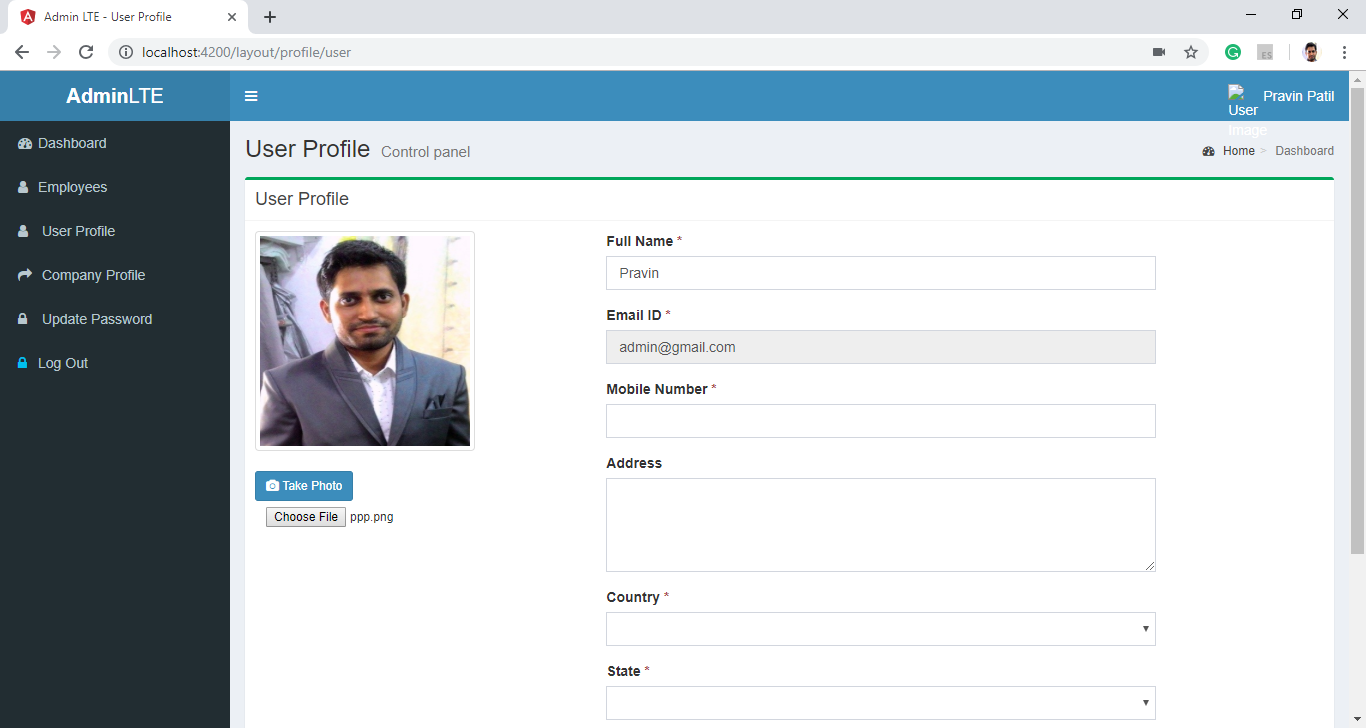 Admin LTE - User Profile
localhost:4200/layout/profile/user
ES
AdminLTE
User Image
Pravin Patil
Dashboard
Employees
User Profile
Company Profile
Update Password
Log Out
User Profile Control panel
Home > Dashboard
User Profile
Take Photo
Choose File ppp.png
Full Name *
Pravin
Email ID *
admin@gmail.com
Mobile Number *
Address
Country *
State *